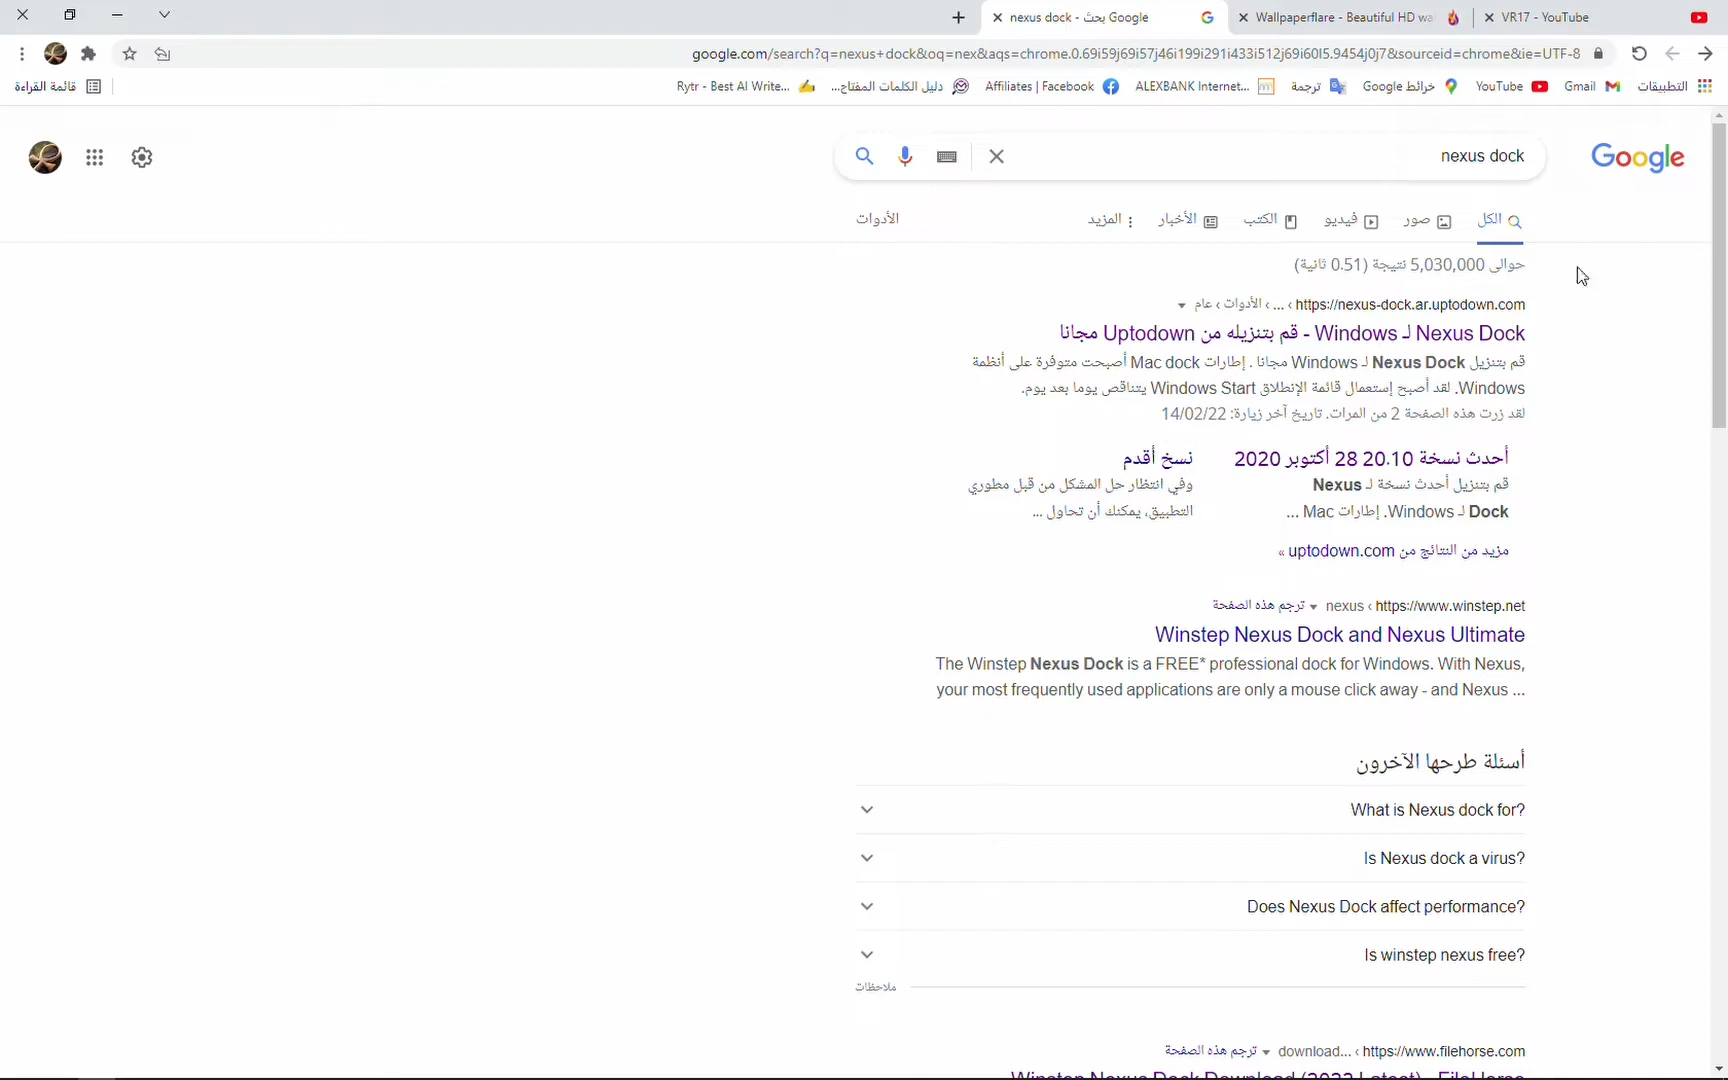 nexus dock - بحث Google
Wallpaperflare - Beautiful HD wa
VR17 - YouTube
google.com/search?q=nexus+dock&oq=nex&aqs=chrome.0.69i59j69i57j46i199i291i433i512j69i60l5.9454j0j7&sourceid=chrome&ie=UTF-8
التطبيقات
Gmail
YouTube
خرائط Google
ترجمة
ALEXBANK Internet...
Affiliates | Facebook
دليل الكلمات المفتاح...
Rytr - Best AI Write...
قائمة القراءة
Google
nexus dock
الكل
صور
فيديو
الكتب
الأخبار
المزيد
الأدوات
حوالى 5,030,000 نتيجة (0.51 ثانية)
https://nexus-dock.ar.uptodown.com › ... › الأدوات › عام
Nexus Dock لـ Windows - قم بتنزيله من Uptodown مجانا
قم بتنزيل Nexus Dock لـ Windows مجانا . إطارات Mac dock أصبحت متوفرة على أنظمة
Windows. لقد أصبح إستعمال قائمة الإنطلاق Windows Start يتناقص يوما بعد يوم.
لقد زرت هذه الصفحة 2 من المرات. تاريخ آخر زيارة: 14/02/22
أحدث نسخة 20.10 28 أكتوبر 2020
قم بتنزيل أحدث نسخة لـ Nexus
Dock لـ Windows. إطارات Mac ...
نسخ أقدم
وفي انتظار حل المشكل من قبل مطوري
التطبيق، يمكنك أن تحاول ...
مزيد من النتائج من uptodown.com »
https://www.winstep.net › nexus ترجم هذه الصفحة
Winstep Nexus Dock and Nexus Ultimate
The Winstep Nexus Dock is a FREE* professional dock for Windows. With Nexus,
your most frequently used applications are only a mouse click away - and Nexus ...
أسئلة طرحها الآخرون
What is Nexus dock for?
Is Nexus dock a virus?
Does Nexus Dock affect performance?
Is winstep nexus free?
ملاحظات
https://www.filehorse.com › download... ترجم هذه الصفحة
Winstep Nexus Dock Download (2022 Latest) - FileHorse